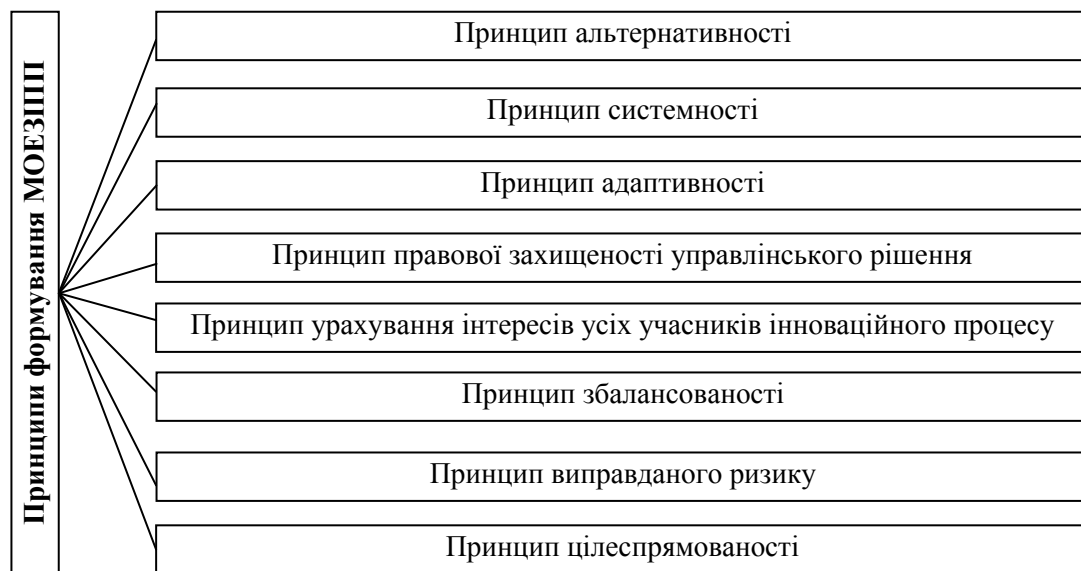 Принципи формування МОЕЗПП
Принцип альтернативності
Принцип системності
Принцип адаптивності
Принцип правової захищеності управлінського рішення
Принцип урахування інтересів усіх учасників інноваційного процесу
Принцип збалансованості
Принцип виправданого ризику
Принцип цілеспрямованості